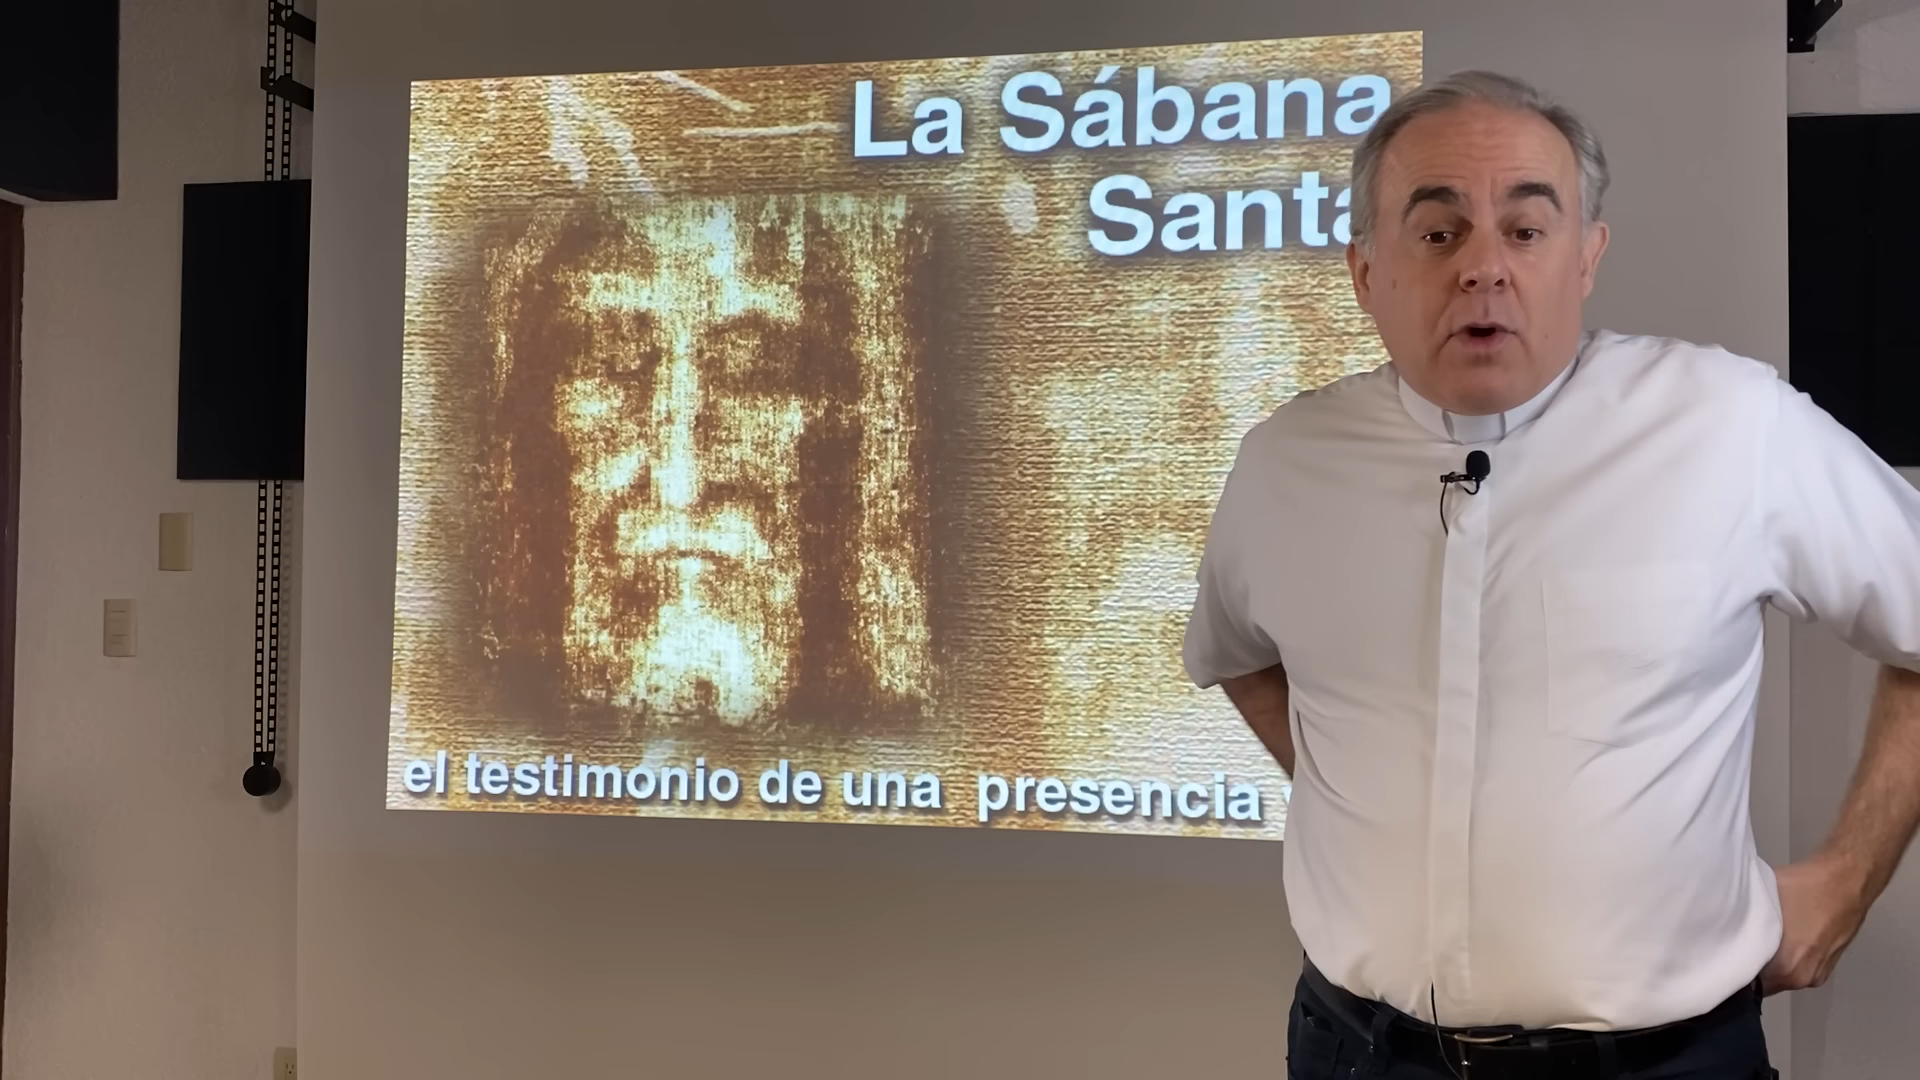 La Sábana
Santa
el testimonio de una presencia